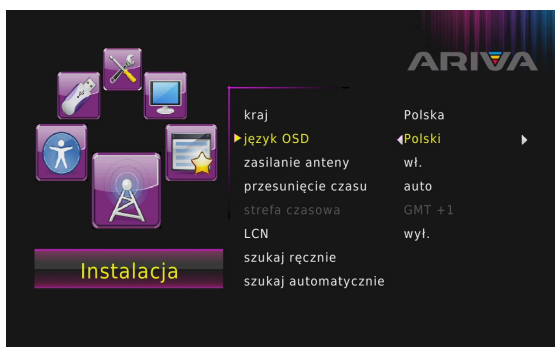 ARIVA
kraj Polska
język OSD Polski
zasilanie anteny wł.
przesunięcie czasu auto
strefa czasowa GMT +1
LCN wył.
szukaj ręcznie
szukaj automatycznie
Instalacja